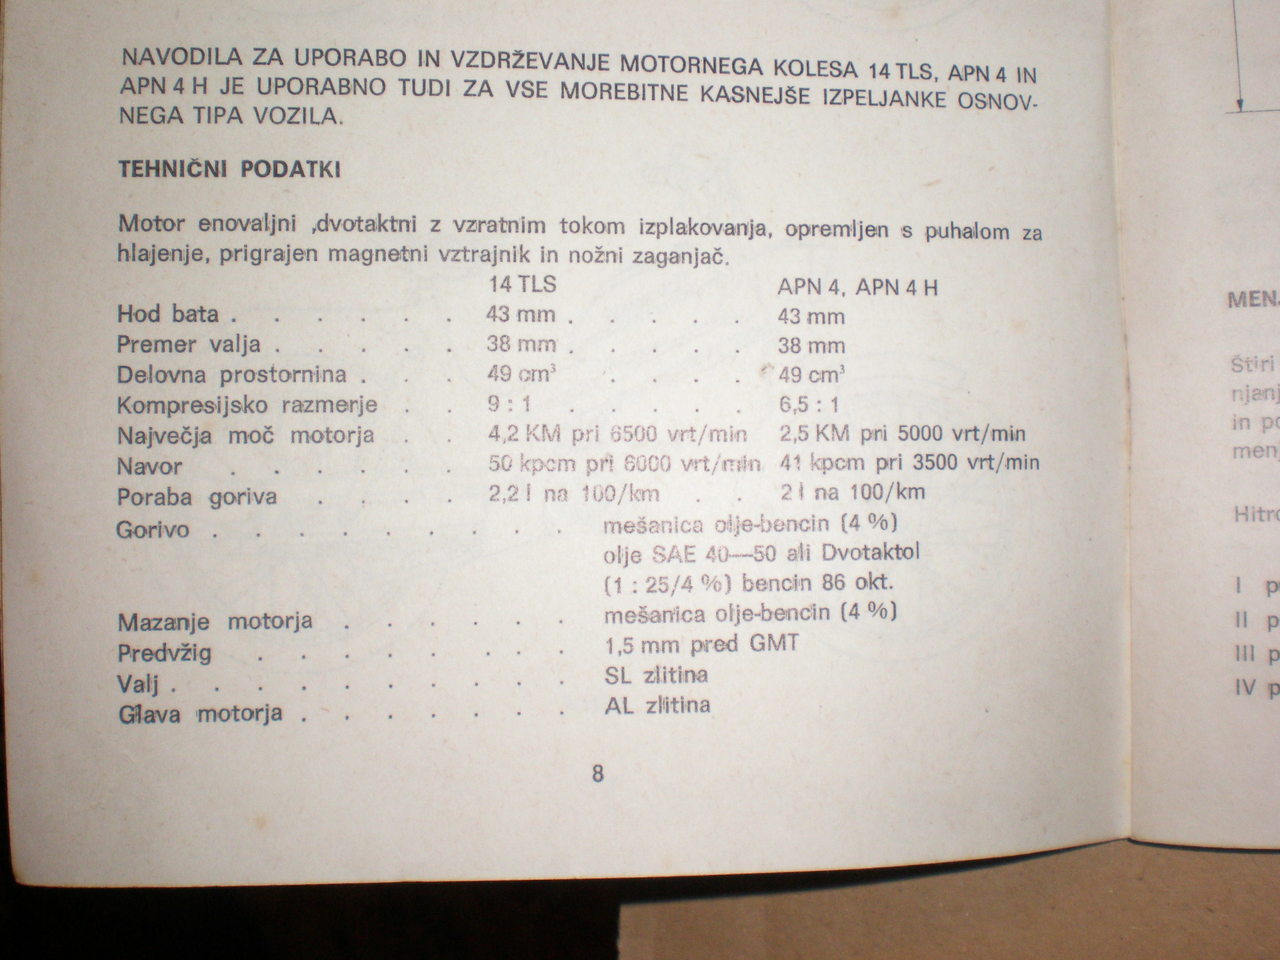 NAVODILA ZA UPORABO IN VZDRŽEVANJE MOTORNEGA KOLESA 14 TLS, APN 4 IN
APN 4 H JE UPORABNO TUDI ZA VSE MOREBITNE KASNEJŠE IZPELJANKE OSNOV-
NEGA TIPA VOZILA.
TEHNIČNI PODATKI
Motor enovaljni ,dvotaktni z vzratnim tokom izplakovanja, opremljen s puhalom za
hlajenje, prigrajen magnetni vztrajnik in nožni zaganjač.
14 TLS APN 4, APN 4 H
Hod bata . . . . . . 43 mm . . . . . 43 mm
Premer valja . . . . . 38 mm . . . . . 38 mm
Delovna prostornina . . . 49 cm³ . . . . 49 cm³
Kompresijsko razmerje . . 9 : 1 . . . . . 6,5 : 1
Največja moč motorja . . 4,2 KM pri 6500 vrt/min 2,5 KM pri 5000 vrt/min
Navor . . . . . . 50 kpcm pri 6000 vrt/min 41 kpcm pri 3500 vrt/min
Poraba goriva . . . . 2,2 l na 100/km . . 2 l na 100/km
Gorivo . . . . . . . . . mešanica olje-bencin (4 %)
olje SAE 40—50 ali Dvotaktol
(1 : 25/4 %) bencin 86 okt.
Mazanje motorja . . . . . . mešanica olje-bencin (4 %)
Predvžig . . . . . . . . 1,5 mm pred GMT
Valj . . . . . . . . . . SL zlitina
Glava motorja . . . . . . . AL zlitina
8
MENJ
Štiri
njanj
in po
menj
Hitro
I p
II p
III p
IV p